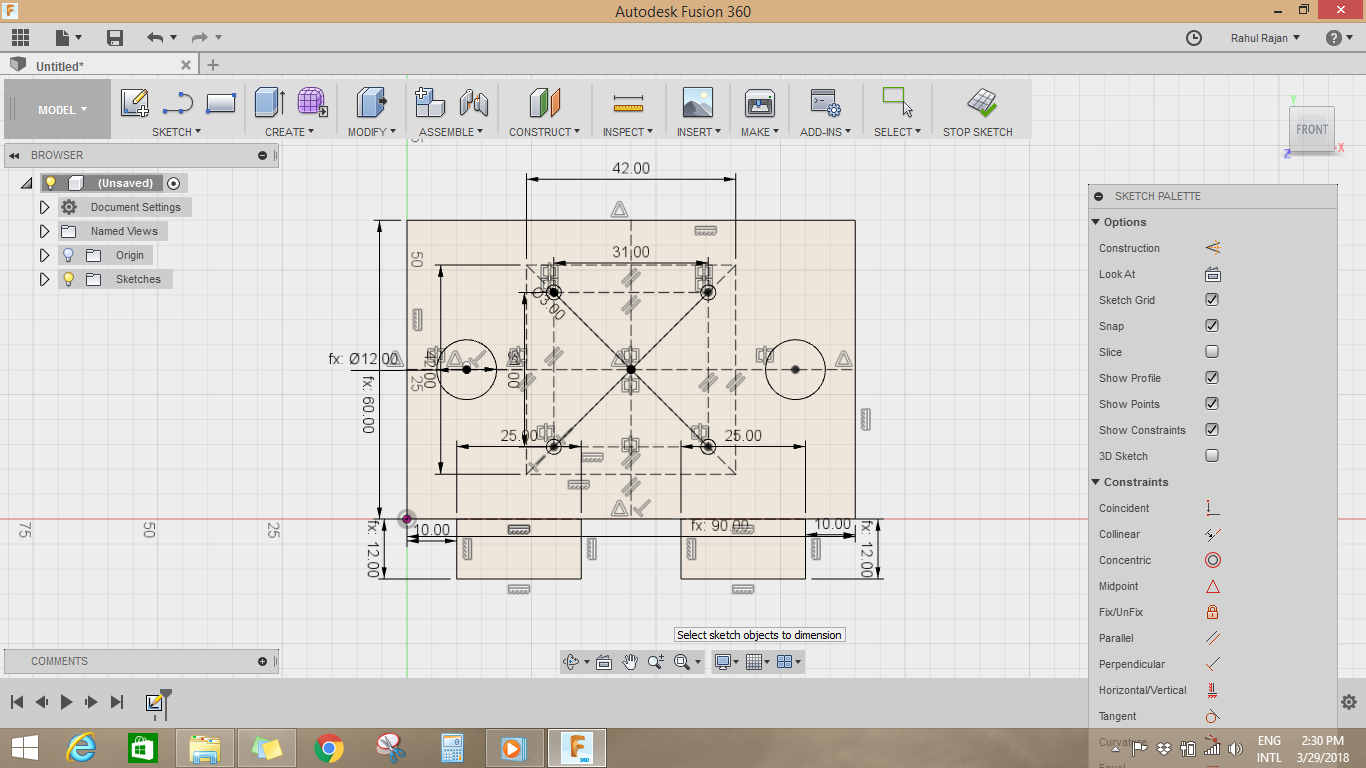 Autodesk Fusion 360
Rahul Rajan
Untitled*
MODEL
SKETCH
CREATE
MODIFY
ASSEMBLE
CONSTRUCT
INSPECT
INSERT
MAKE
ADD-INS
SELECT
STOP SKETCH
BROWSER
(Unsaved)
Document Settings
Named Views
Origin
Sketches
Y
FRONT
X
Z
SKETCH PALETTE
Options
Construction
Look At
Sketch Grid
Snap
Slice
Show Profile
Show Points
Show Constraints
3D Sketch
Constraints
Coincident
Collinear
Concentric
Midpoint
Fix/UnFix
Parallel
Perpendicular
Horizontal/Vertical
Tangent
Curvature
42.00
31.00
50
Ø3.00
fx: Ø12.00
25
fx: 60.00
25.00
25.00
75
50
25
10.00
fx: 90.00
10.00
fx: 12.00
fx: 12.00
Select sketch objects to dimension
COMMENTS
360
ENG
INTL
2:30 PM
3/29/2018